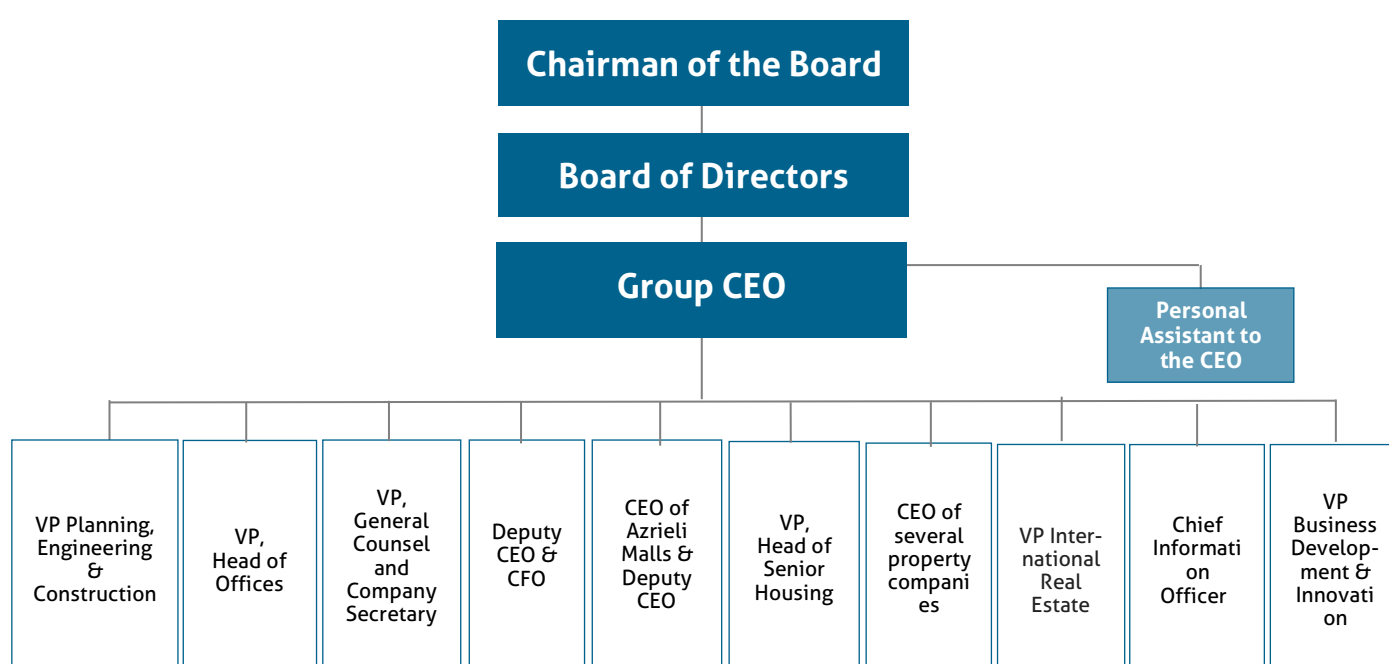 Chairman of the Board
Board of Directors
Group CEO
Personal
Assistant to
the CEO
VP Planning,
Engineering
&
Construction
VP,
Head of
Offices
VP,
General
Counsel
and
Company
Secretary
Deputy
CEO &
CFO
CEO of
Azrieli
Malls &
Deputy
CEO
VP,
Head of
Senior
Housing
CEO of
several
property
compani
es
VP Inter-
national
Real
Estate
Chief
Informati
on
Officer
VP
Business
Develop-
ment &
Innovati
on